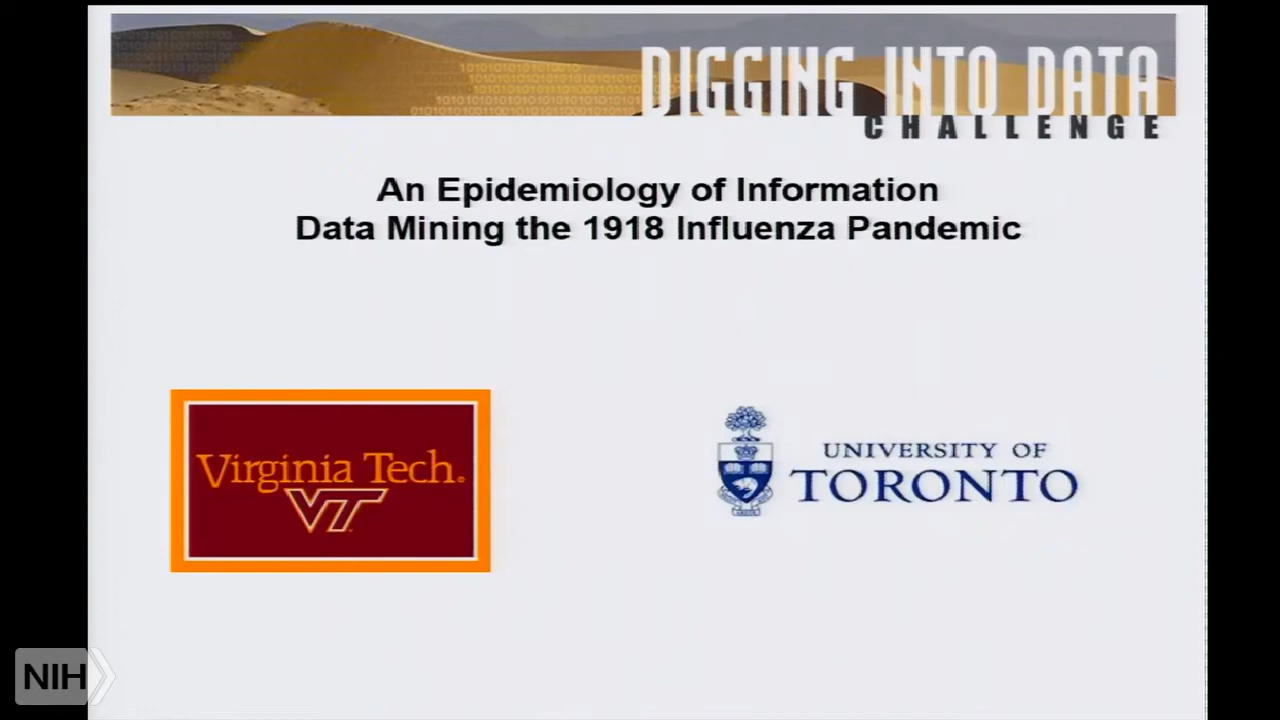 DIGGING INTO DATA
CHALLENGE
An Epidemiology of Information
Data Mining the 1918 Influenza Pandemic
Virginia Tech.
VT
UNIVERSITY OF
TORONTO
NIH